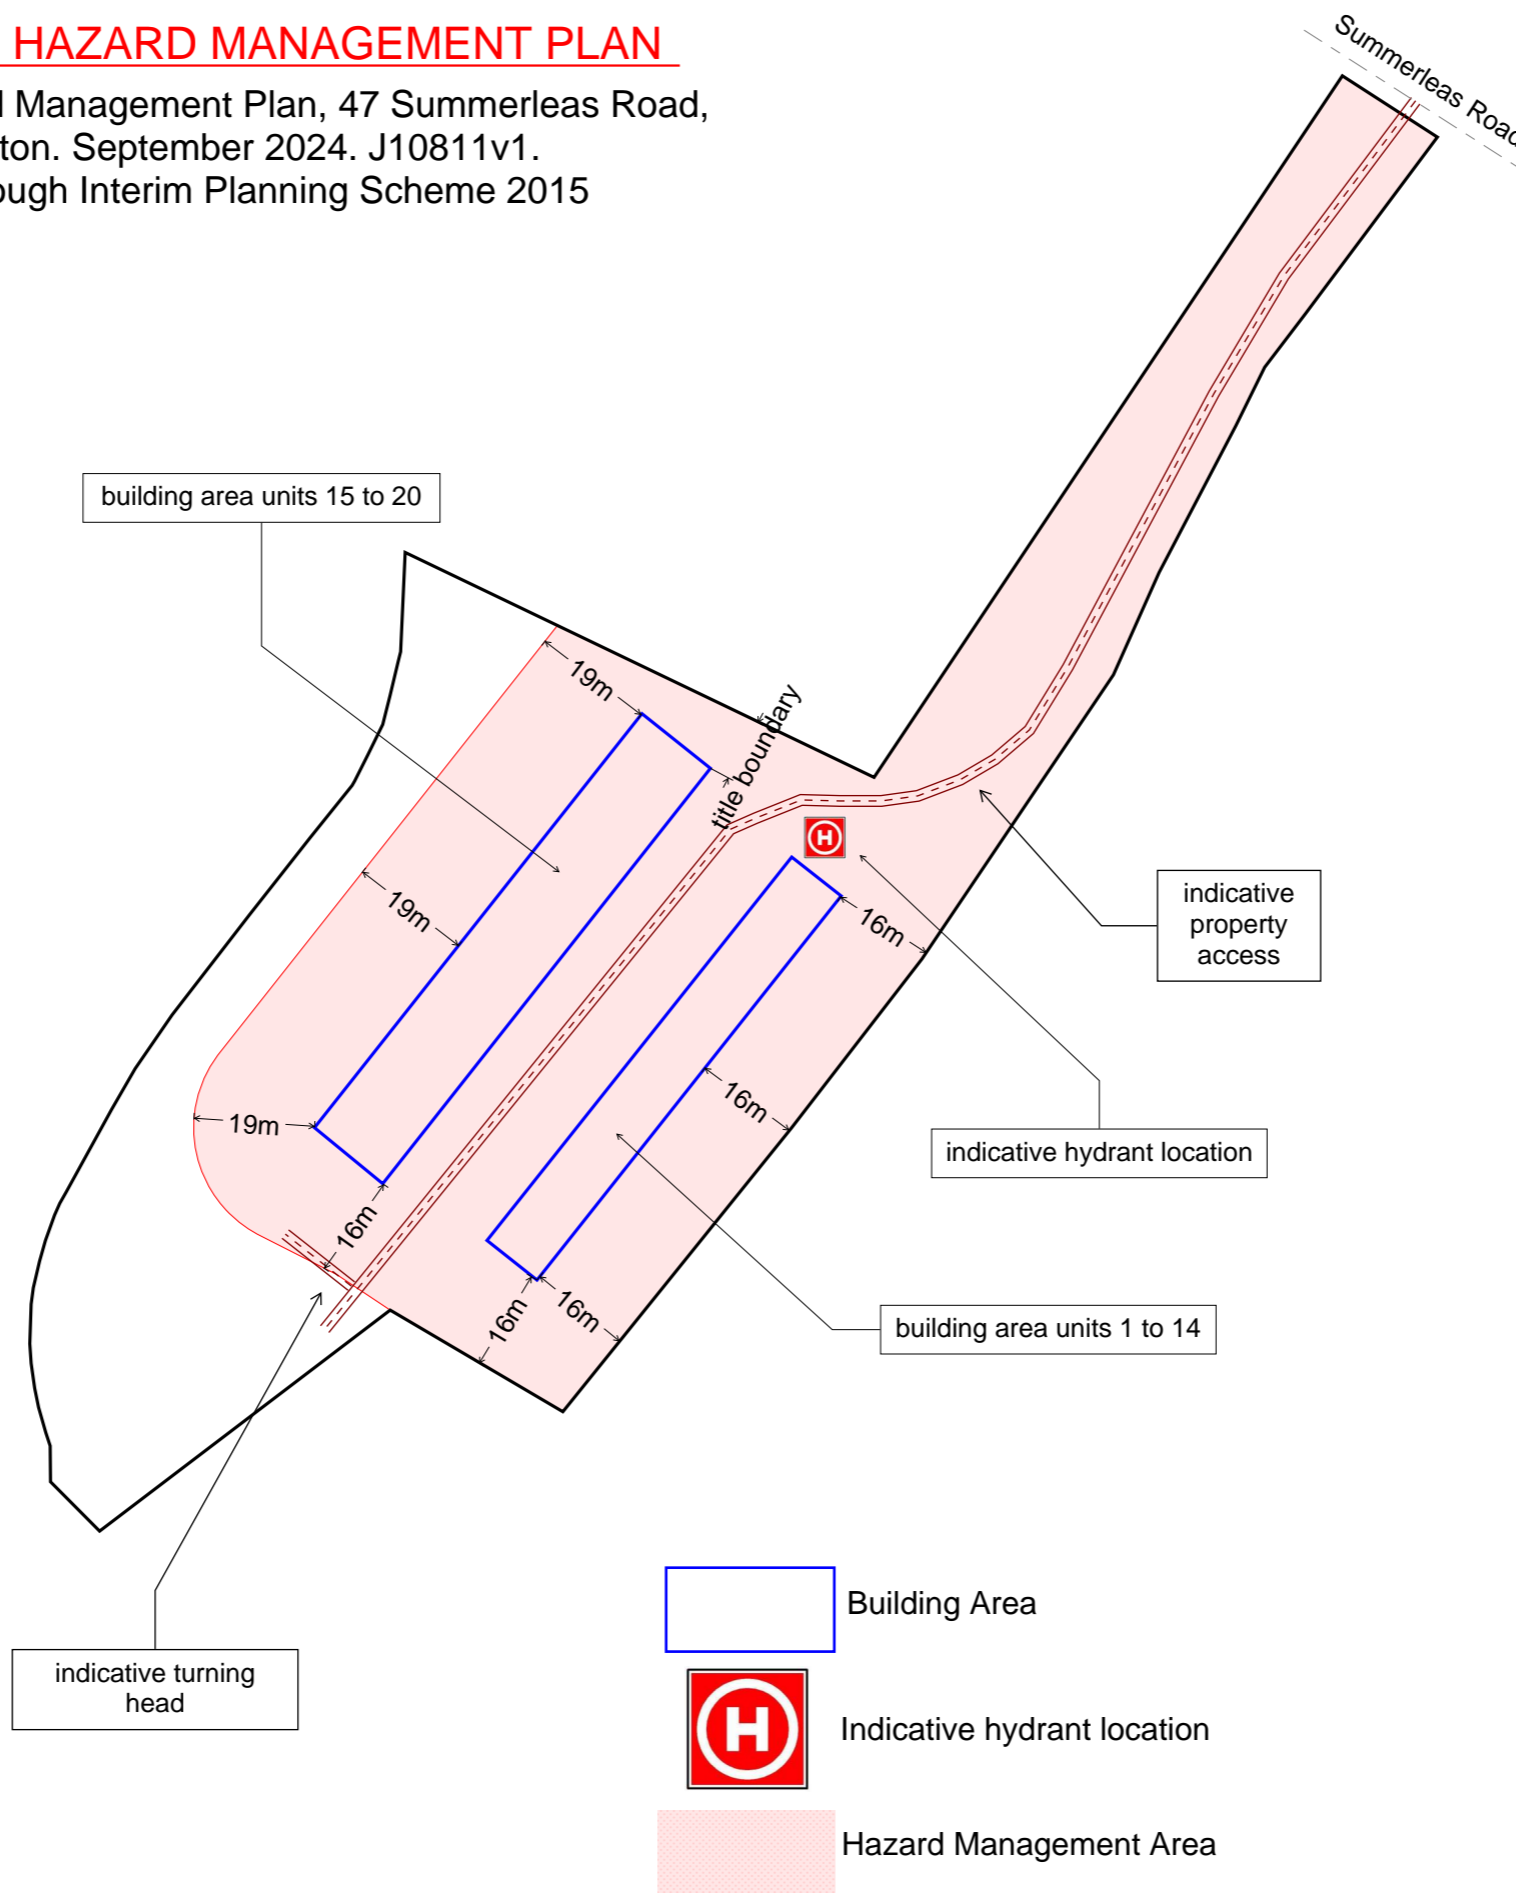 HAZARD MANAGEMENT PLAN
Management Plan, 47 Summerleas Road,
ton. September 2024. J10811v1.
ough Interim Planning Scheme 2015
Summerleas Road
building area units 15 to 20
19m
title boundary
19m
16m
indicative
property
access
19m
16m
indicative hydrant location
16m
16m
16m
building area units 1 to 14
indicative turning
head
Building Area
H
Indicative hydrant location
Hazard Management Area